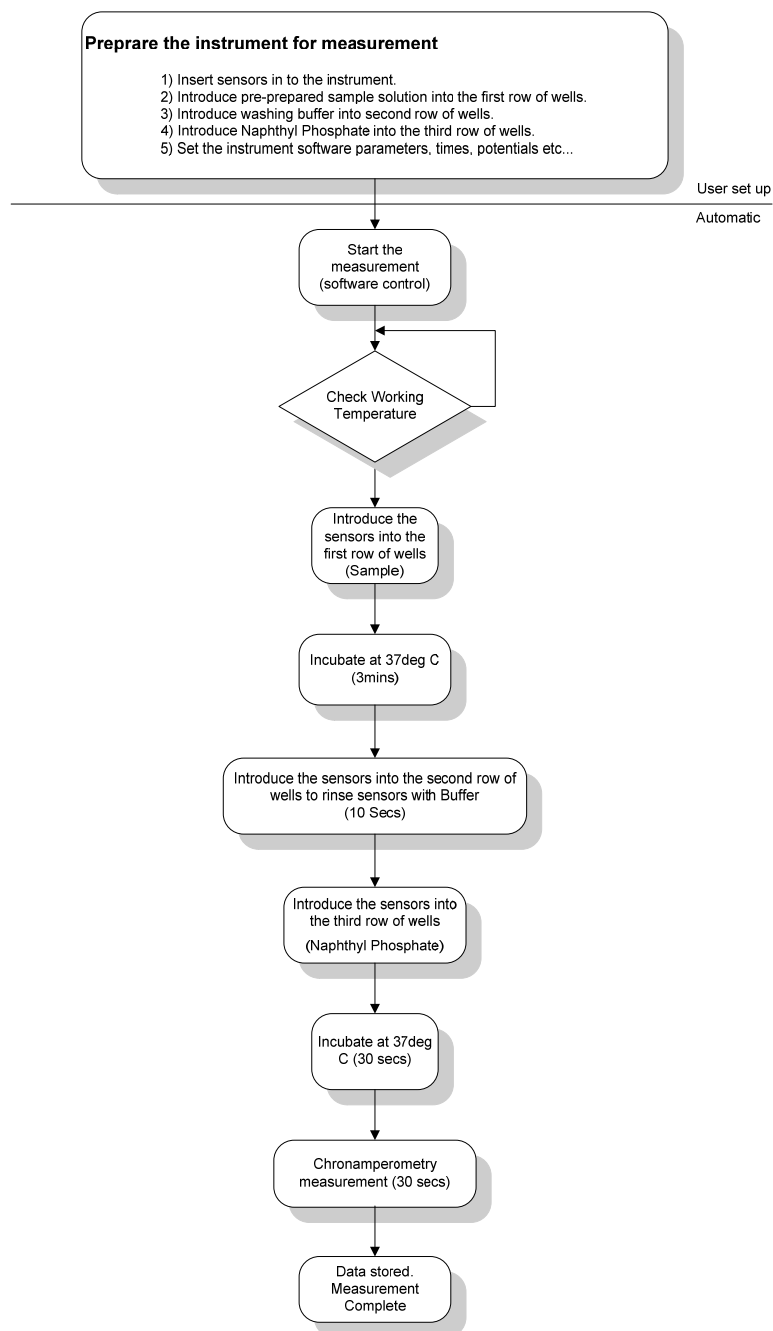 Preprare the instrument for measurement
1) Insert sensors in to the instrument.
2) Introduce pre-prepared sample solution into the first row of wells.
3) Introduce washing buffer into second row of wells.
4) Introduce Naphthyl Phosphate into the third row of wells.
5) Set the instrument software parameters, times, potentials etc...
User set up
Automatic
Start the
measurement
(software control)
Check Working
Temperature
Introduce the
sensors into the
first row of wells
(Sample)
Incubate at 37deg C
(3mins)
Introduce the sensors into the second row of
wells to rinse sensors with Buffer
(10 Secs)
Introduce the sensors into
the third row of wells
(Naphthyl Phosphate)
Incubate at 37deg
C (30 secs)
Chronamperometry
measurement (30 secs)
Data stored.
Measurement
Complete